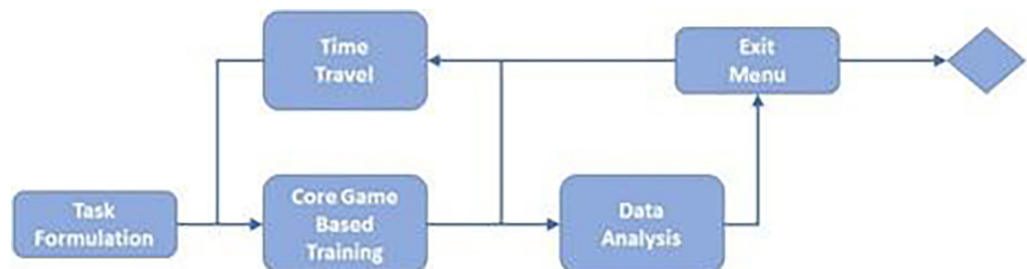 Time
Travel
Exit
Menu
Task
Formulation
Core Game
Based
Training
Data
Analysis